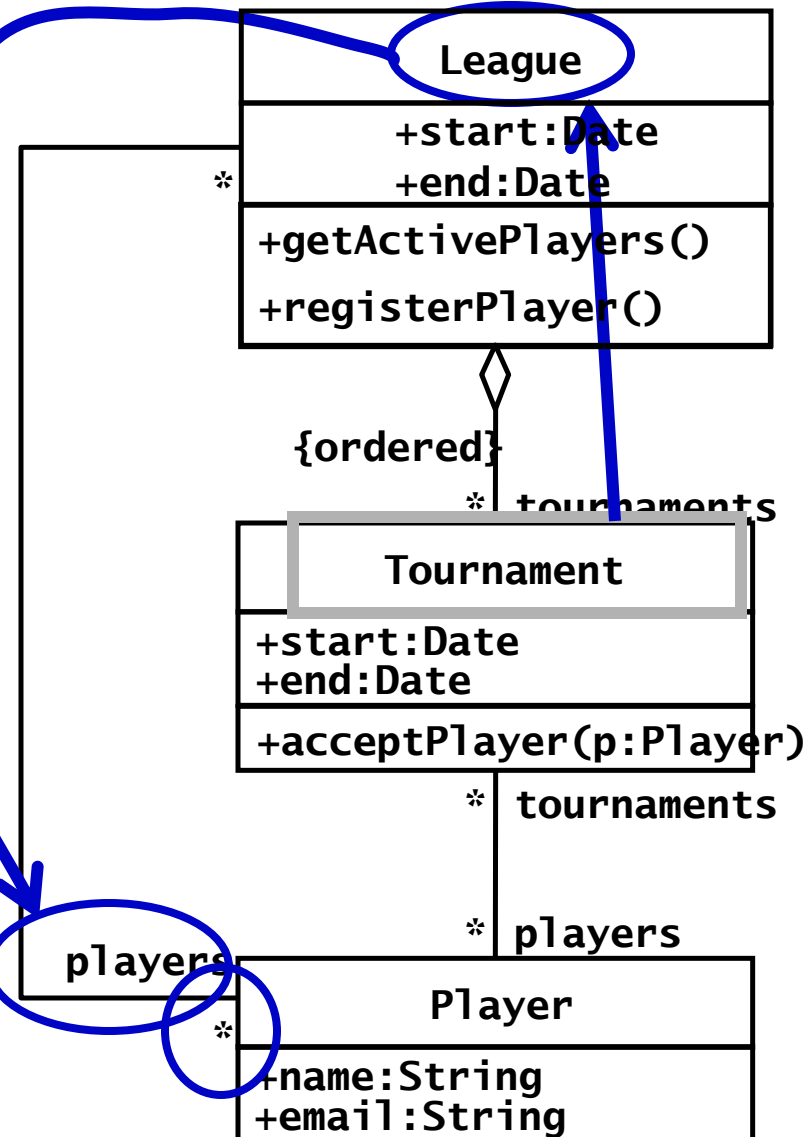 League
+start:Date
*
+end:Date
+getActivePlayers()
+registerPlayer()
{ordered}
* tournaments
Tournament
+start:Date
+end:Date
+acceptPlayer(p:Player)
* tournaments
* players
players
Player
*
+name:String
+email:String